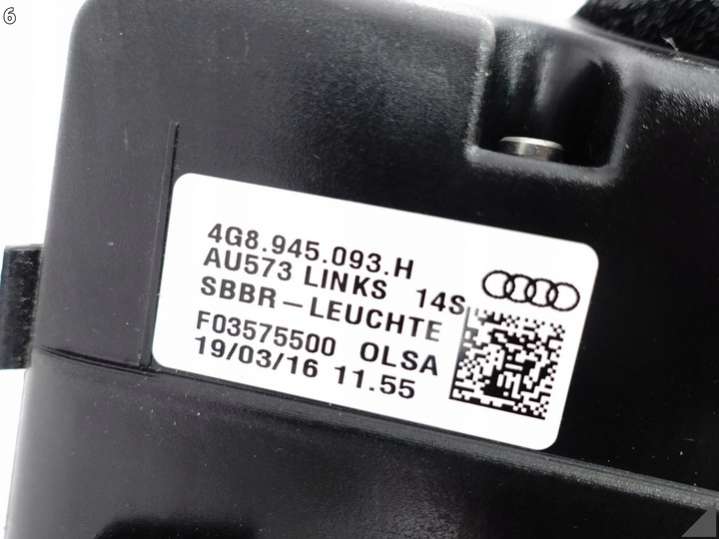 6
4G8.945.093.H
AU573 LINKS 14S
SBBR-LEUCHTE
F03575500 OLSA
19/03/16 11.55